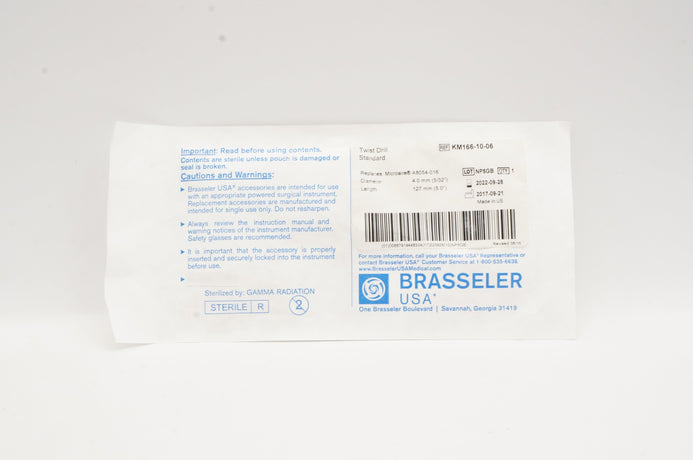 Important: Read before using contents.
Contents are sterile unless pouch is damaged or
seal is broken.
Cautions and Warnings:
▸ Brasseler USA® accessories are intended for use
with an appropriate powered surgical instrument.
Replacement accessories are manufactured and
intended for single use only. Do not resharpen.
▸ Always review the instruction manual and
warning notices of the instrument manufacturer.
Safety glasses are recommended.
▸ It is important that the accessory is properly
inserted and securely locked into the instrument
before use.
▸
Sterilized by: GAMMA RADIATION
STERILE R
2
Twist Drill
Standard
REF KM166-10-06
Replaces Microaire®
Diameter: 4.0 mm (5/32")
Length: 127 mm (5.0")
LOT NP8GB QTY 1
2022-09-28
2017-09-21
Made in US
Revised
For more information, call your Brasseler USA® Representative or
contact Brasseler USA® Customer Service at 1-800-535-6638.
www.BrasselerUSAMedical.com
BRASSELER
USA®
One Brasseler Boulevard | Savannah, Georgia 31419